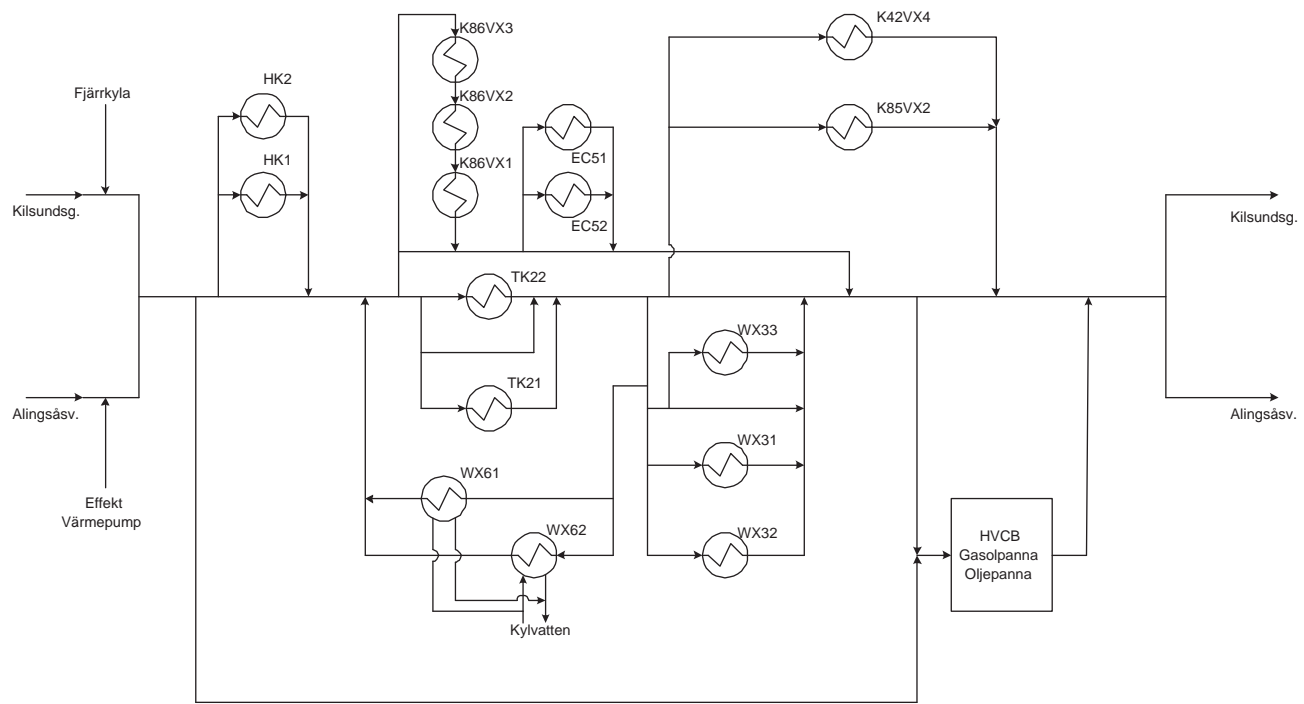 K86VX3
K42VX4
HK2
Fjärrkyla
K86VX2
K85VX2
HK1
K86VX1
EC51
Kilsundsg.
EC52
Kilsundsg.
TK22
WX33
TK21
Alingsåsv.
Alingsåsv.
WX31
WX61
Effekt
Värmepump
WX62
WX32
HVCB
Gasolpanna
Oljepanna
Kylvatten